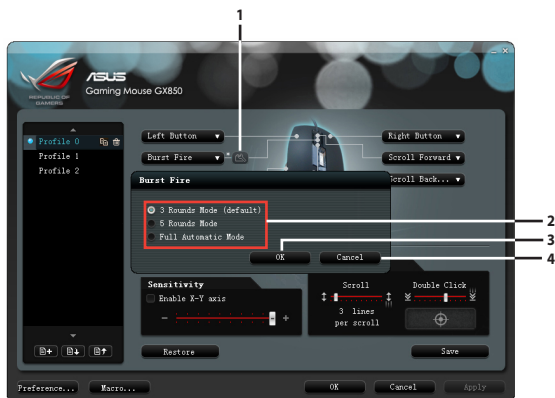 1
ASUS
Gaming Mouse GX850
REPUBLIC OF
GAMERS
Profile 0
Profile 1
Profile 2
Left Button
Right Button
Burst Fire
Scroll Forward
Scroll Back...
Burst Fire
3 Rounds Mode (default)
5 Rounds Mode
Full Automatic Mode
2
3
OK
Cancel
4
Sensitivity
Enable X-Y axis
Scroll
3 lines
per scroll
Double Click
Restore
Save
Preference...
Macro...
OK
Cancel
Apply